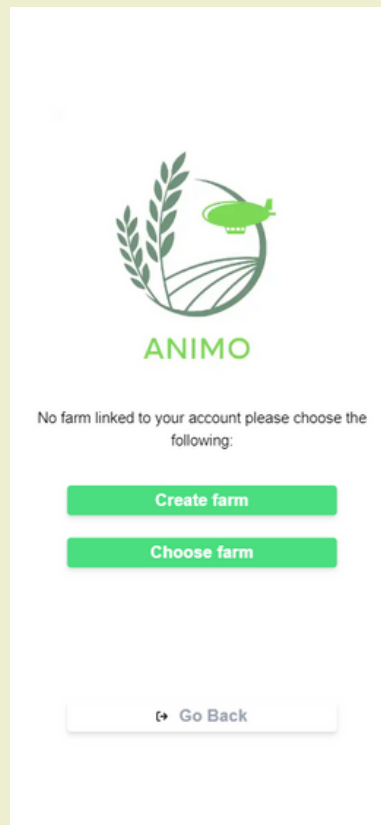 ANIMO
No farm linked to your account please choose the
following:
Create farm
Choose farm
Go Back